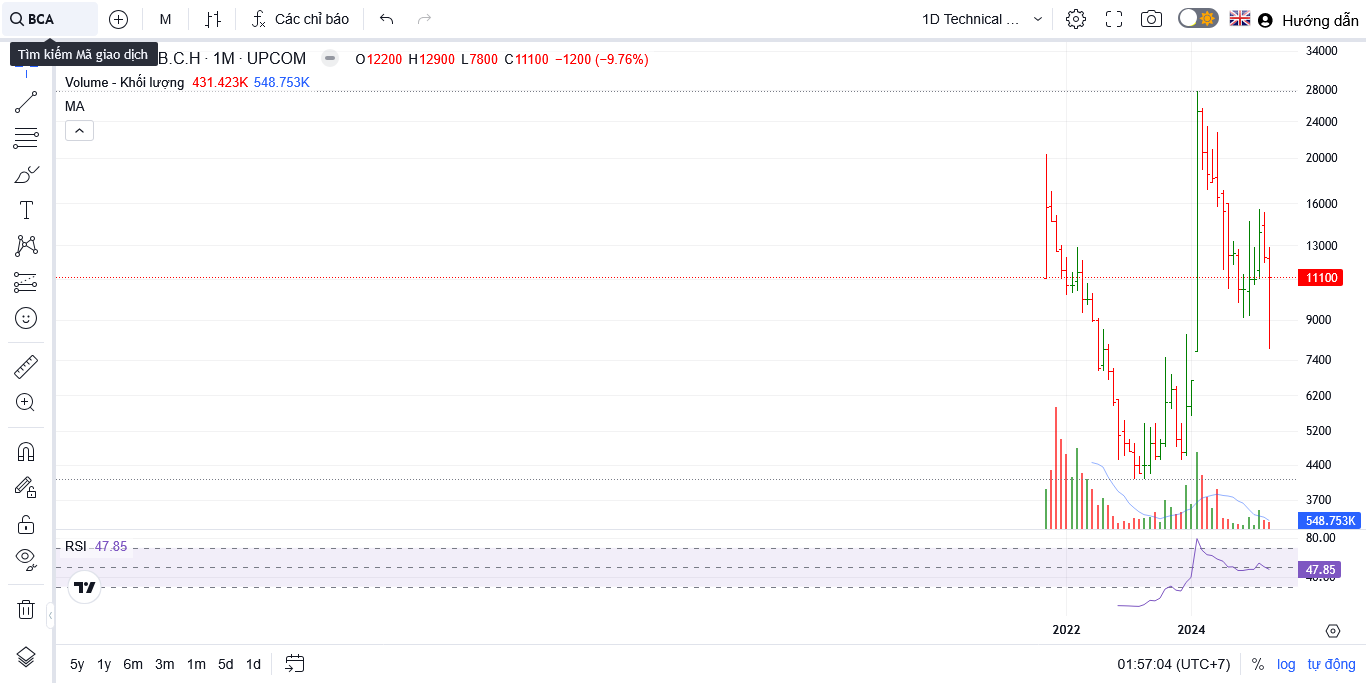 BCA
M
Các chỉ báo
1D Technical ...
Hướng dẫn
Tìm kiếm Mã giao dịch
B.C.H · 1M · UPCOM
O12200 H12900 L7800 C11100 −1200 (−9.76%)
Volume - Khối lượng 431.423K 548.753K
MA
34000
28000
24000
20000
16000
13000
11100
9000
7400
6200
5200
4400
3700
548.753K
RSI 47.85
80.00
47.85
40.00
2022
2024
5y 1y 6m 3m 1m 5d 1d
01:57:04 (UTC+7)
% log tự động